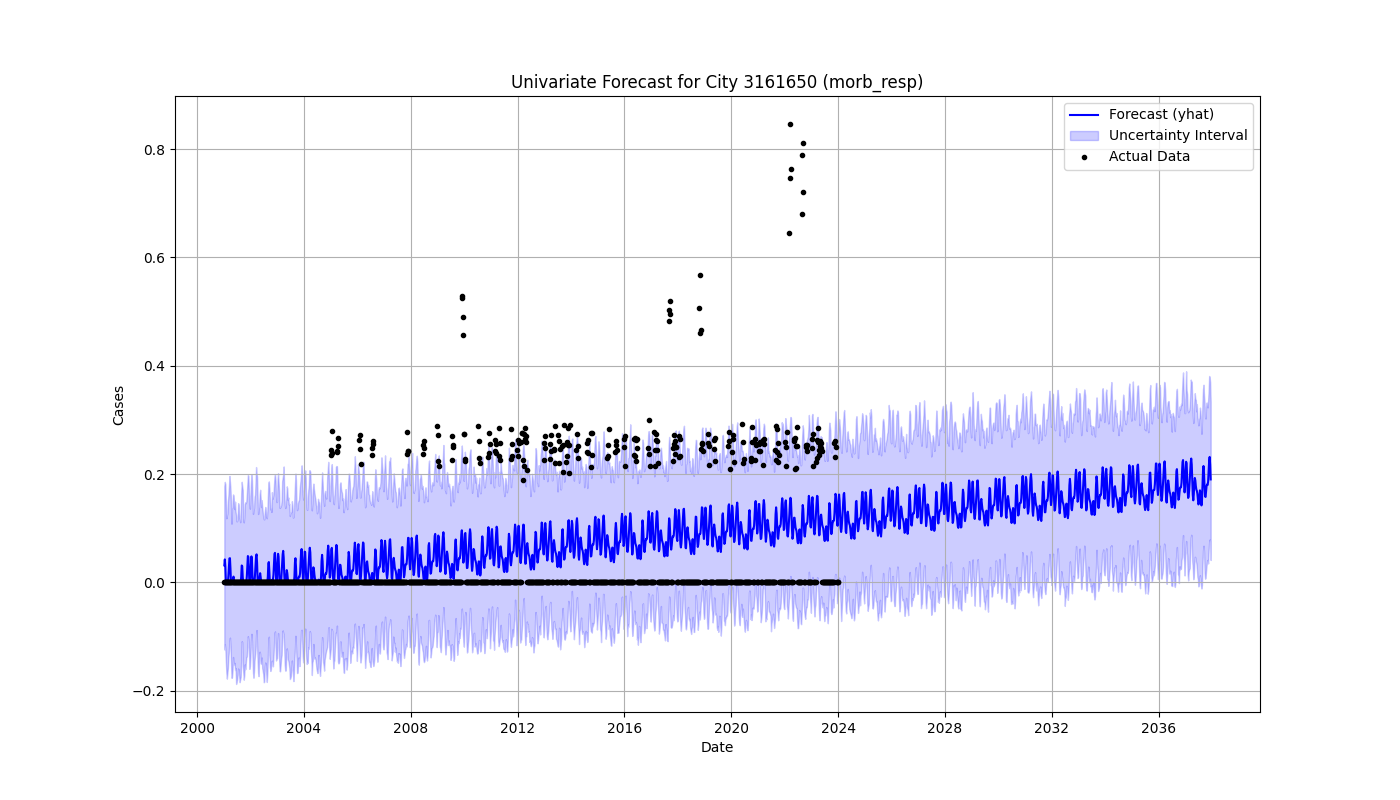 Univariate Forecast for City 3161650 (morb_resp)
Forecast (yhat)
Uncertainty Interval
Actual Data
Cases
0.8
0.6
0.4
0.2
0.0
−0.2
2000 2004 2008 2012 2016 2020 2024 2028 2032 2036
Date